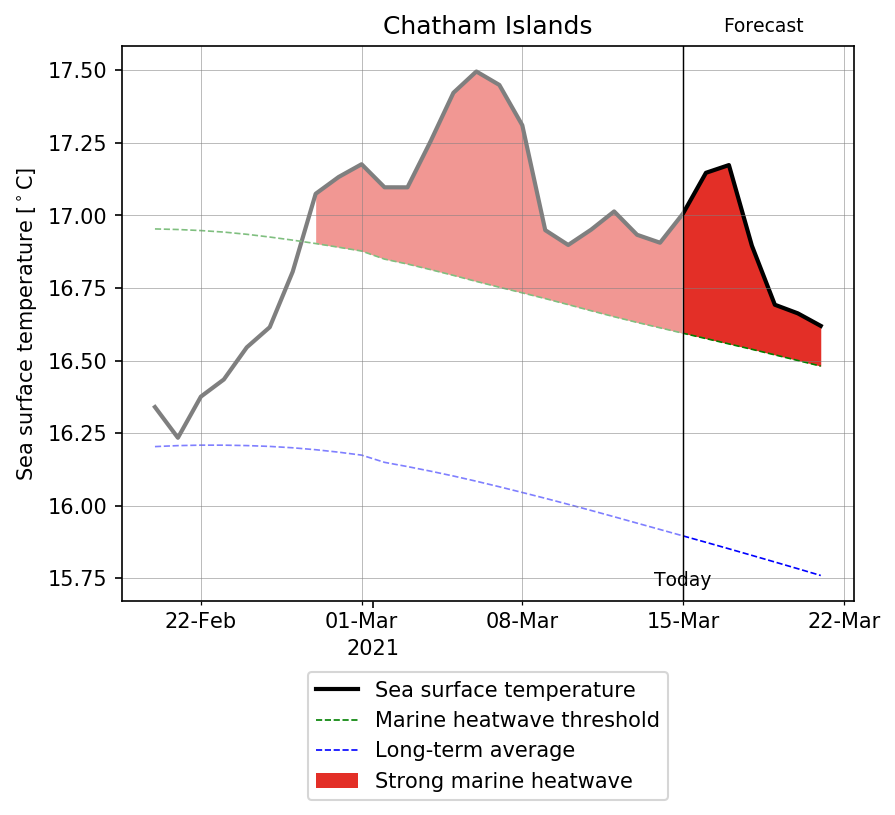 Chatham Islands
Forecast
Sea surface temperature [°C]
17.50
17.25
17.00
16.75
16.50
16.25
16.00
15.75
Today
22-Feb 01-Mar 08-Mar 15-Mar 22-Mar
2021
Sea surface temperature
Marine heatwave threshold
Long-term average
Strong marine heatwave